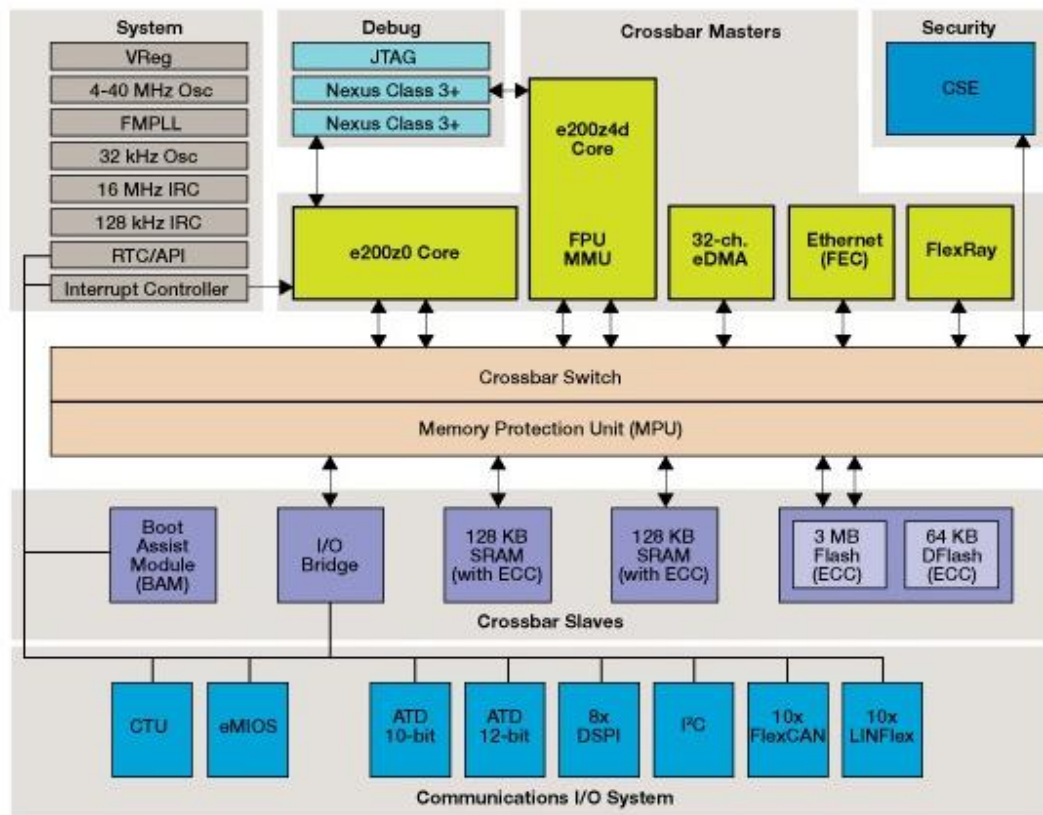 System
VReg
4-40 MHz Osc
FMPLL
32 kHz Osc
16 MHz IRC
128 kHz IRC
RTC/API
Interrupt Controller
Debug
JTAG
Nexus Class 3+
Nexus Class 3+
Crossbar Masters
e200z4d
Core
FPU
MMU
Security
CSE
e200z0 Core
32-ch.
eDMA
Ethernet
(FEC)
FlexRay
Crossbar Switch
Memory Protection Unit (MPU)
Boot
Assist
Module
(BAM)
I/O
Bridge
128 KB
SRAM
(with ECC)
128 KB
SRAM
(with ECC)
3 MB
Flash
(ECC)
64 KB
DFlash
(ECC)
Crossbar Slaves
CTU
eMIOS
ATD
10-bit
ATD
12-bit
8x
DSPI
I²C
10x
FlexCAN
10x
LINFlex
Communications I/O System